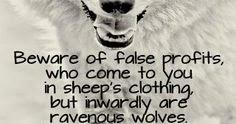 Beware of false profits,
who come to you
in sheep's clothing,
but inwardly are
ravenous wolves.